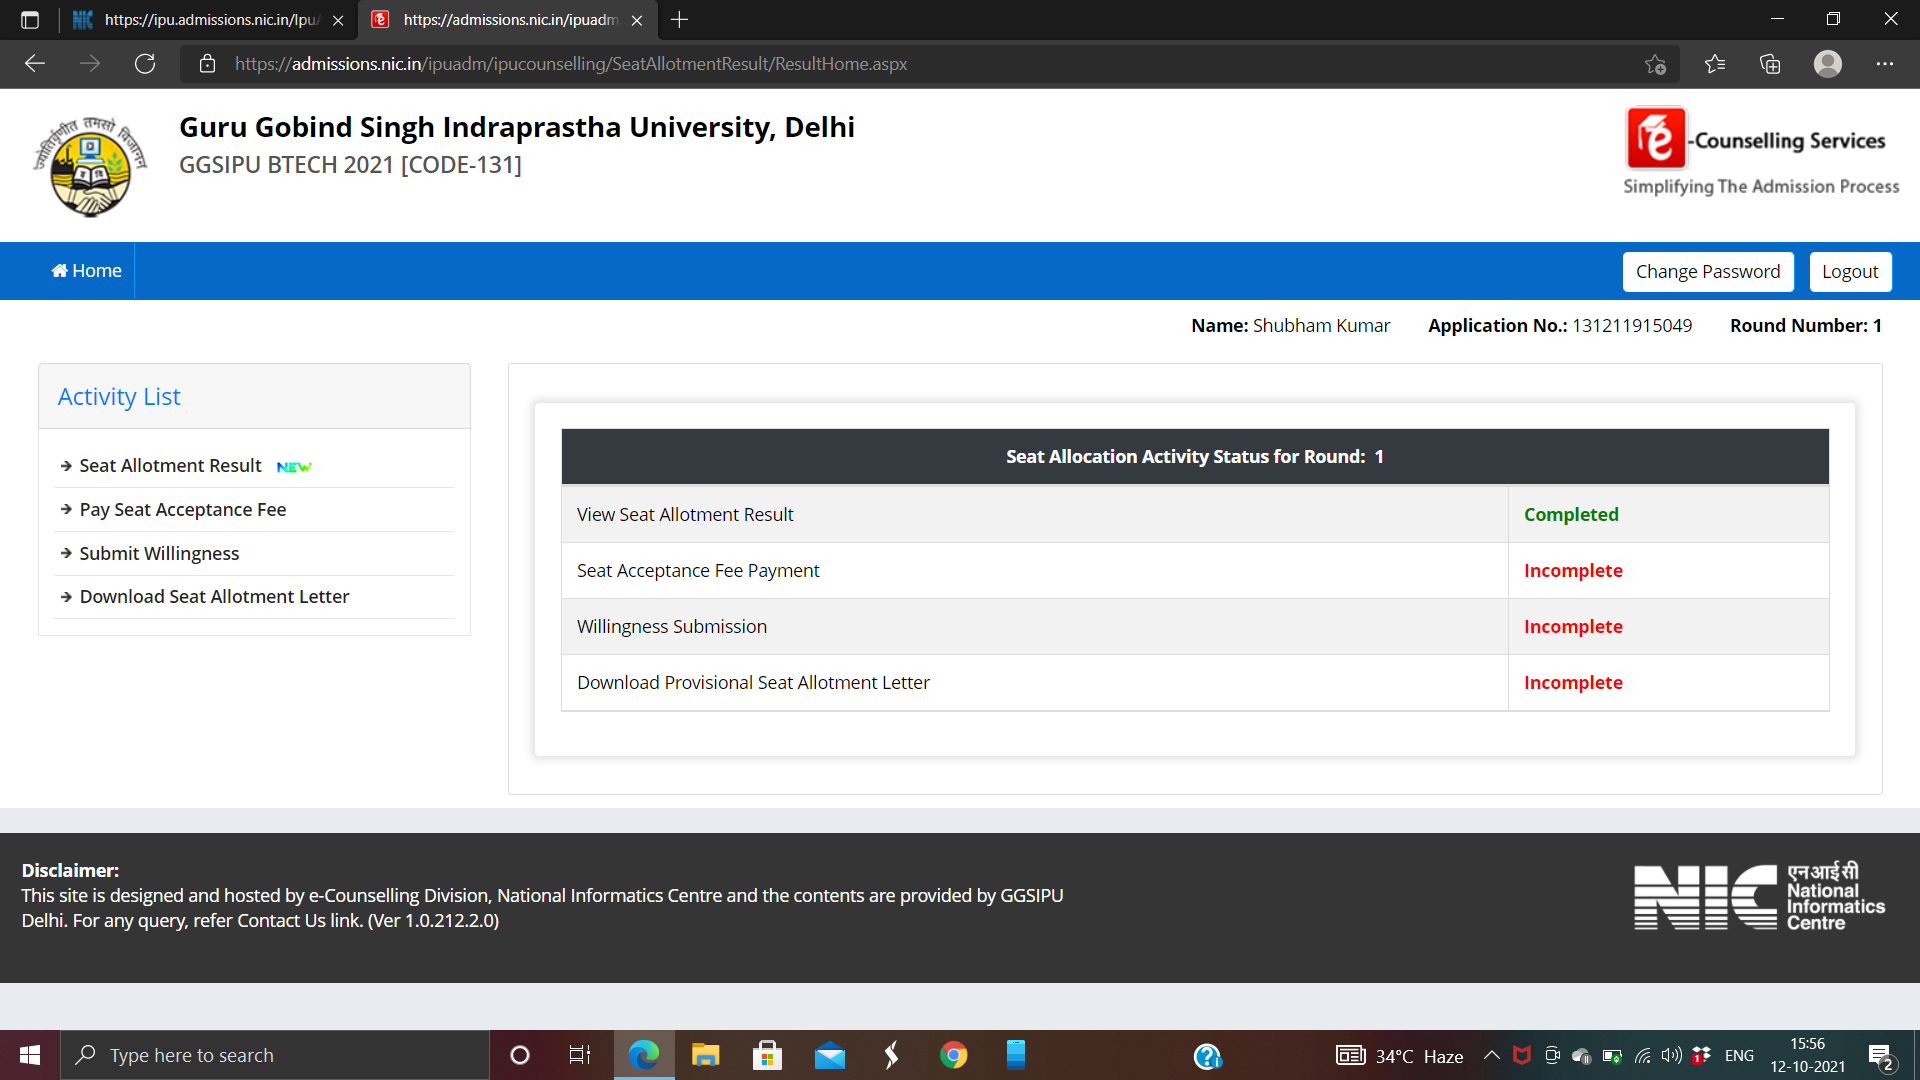 https://ipu.admissions.nic.in/Ipu
https://admissions.nic.in/ipuadm
https://admissions.nic.in/ipuadm/ipucounselling/SeatAllotmentResult/ResultHome.aspx
ज्योतिर्वृणीत तमसो विजानन
Guru Gobind Singh Indraprastha University, Delhi
GGSIPU BTECH 2021 [CODE-131]
e-Counselling Services
Simplifying The Admission Process
Home
Change Password
Logout
Name: Shubham Kumar Application No.: 131211915049 Round Number: 1
Activity List
Seat Allotment Result NEW
Pay Seat Acceptance Fee
Submit Willingness
Download Seat Allotment Letter
Seat Allocation Activity Status for Round: 1
View Seat Allotment Result Completed
Seat Acceptance Fee Payment Incomplete
Willingness Submission Incomplete
Download Provisional Seat Allotment Letter Incomplete
Disclaimer:
This site is designed and hosted by e-Counselling Division, National Informatics Centre and the contents are provided by GGSIPU
Delhi. For any query, refer Contact Us link. (Ver 1.0.212.2.0)
NIC
एनआईसी
National
Informatics
Centre
Type here to search
34°C Haze
ENG
15:56
12-10-2021
2